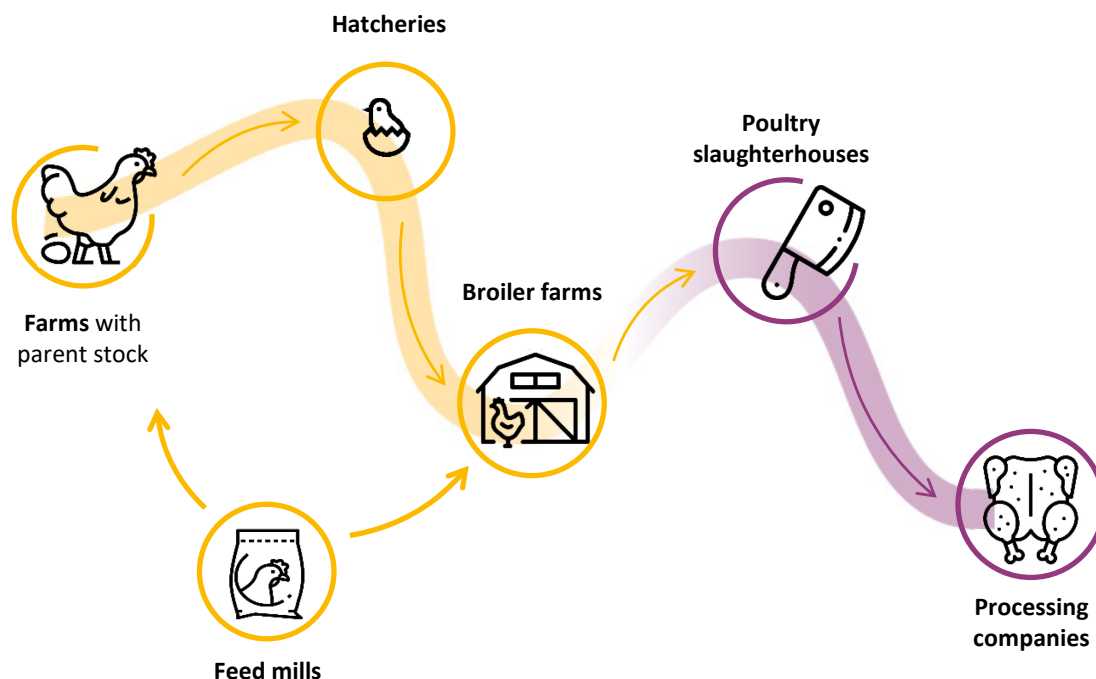 Hatcheries
Poultry
slaughterhouses
Broiler farms
Farms with
parent stock
Processing
companies
Feed mills